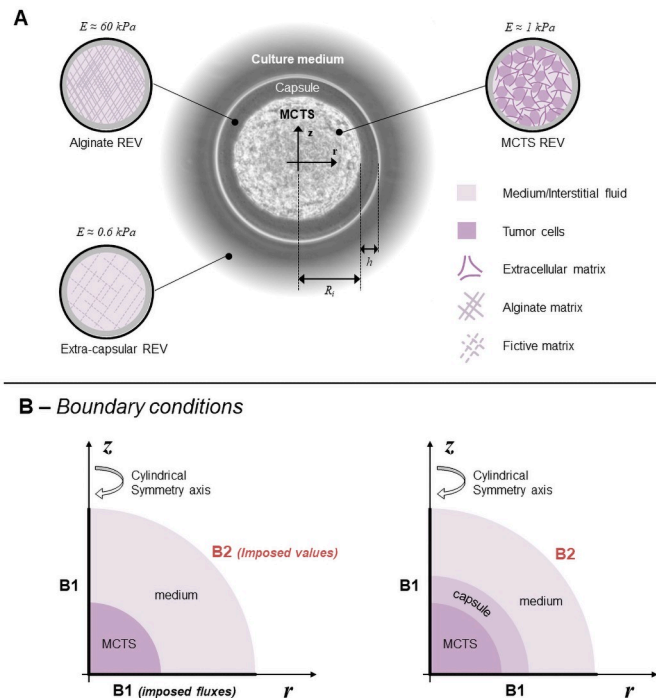 A
E ≈ 60 kPa
Alginate REV
Culture medium
Capsule
MCTS
z
r
h
R_i
E ≈ 1 kPa
MCTS REV
E ≈ 0.6 kPa
Extra-capsular REV
Medium/Interstitial fluid
Tumor cells
Extracellular matrix
Alginate matrix
Fictive matrix
B – Boundary conditions
z
Cylindrical
Symmetry axis
B2 (Imposed values)
B1
medium
MCTS
B1 (imposed fluxes)
r
z
Cylindrical
Symmetry axis
B2
B1
medium
capsule
MCTS
B1
r